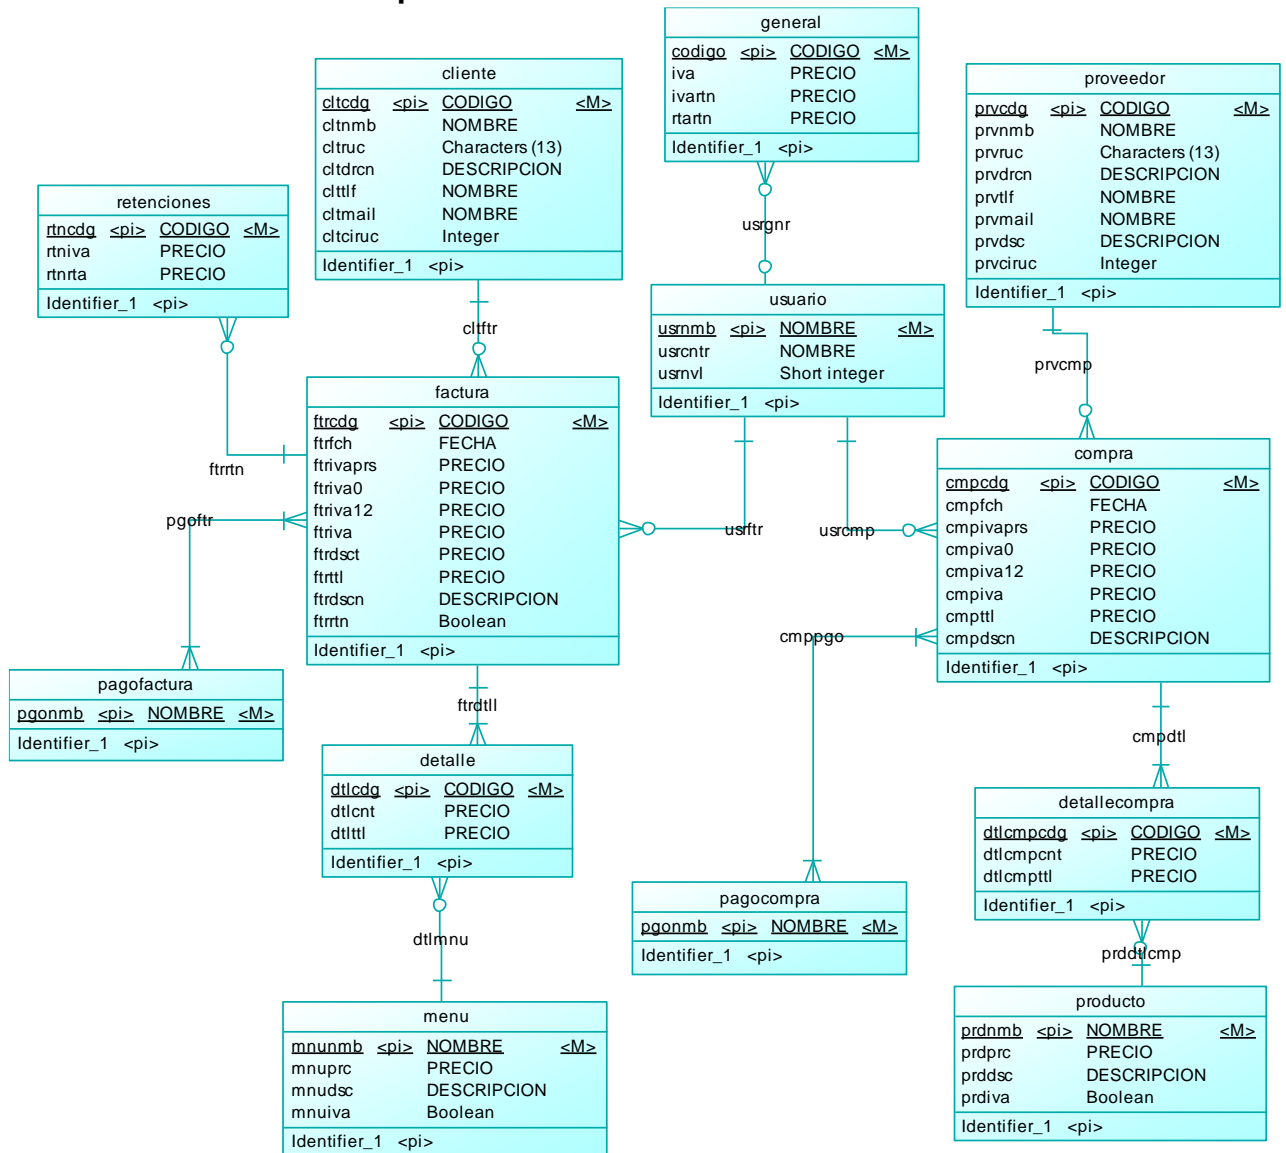 general
codigo <pi> CODIGO <M>
iva PRECIO
ivartn PRECIO
rtartn PRECIO
Identifier_1 <pi>
cliente
cltcdg <pi> CODIGO <M>
cltnmb NOMBRE
cltruc Characters (13)
cltdrcn DESCRIPCION
clttlf NOMBRE
cltmail NOMBRE
cltciruc Integer
Identifier_1 <pi>
proveedor
prvcdg <pi> CODIGO <M>
prvnmb NOMBRE
prvruc Characters (13)
prvdrcn DESCRIPCION
prvtlf NOMBRE
prvmail NOMBRE
prvdsc DESCRIPCION
prvciruc Integer
Identifier_1 <pi>
retenciones
rtncdg <pi> CODIGO <M>
rtniva PRECIO
rtnrta PRECIO
Identifier_1 <pi>
usrgnr
usuario
usrnmb <pi> NOMBRE <M>
usrcntr NOMBRE
usrnvl Short integer
Identifier_1 <pi>
cltftr
prvcmp
factura
ftrcdg <pi> CODIGO <M>
ftrfch FECHA
ftrivaprs PRECIO
ftriva0 PRECIO
ftriva12 PRECIO
ftriva PRECIO
ftrdsct PRECIO
ftrttl PRECIO
ftrdscn DESCRIPCION
ftrrtn Boolean
Identifier_1 <pi>
ftrrtn
pgoftr
usrftr
usrcmp
compra
cmpcdg <pi> CODIGO <M>
cmpfch FECHA
cmpivaprs PRECIO
cmpiva0 PRECIO
cmpiva12 PRECIO
cmpiva PRECIO
cmpttl PRECIO
cmpdscn DESCRIPCION
Identifier_1 <pi>
cmppgo
pagofactura
pgonmb <pi> NOMBRE <M>
Identifier_1 <pi>
ftrdtll
cmpdtl
detalle
dtlcdg <pi> CODIGO <M>
dtlcnt PRECIO
dtlttl PRECIO
Identifier_1 <pi>
detallecompra
dtlcmpcdg <pi> CODIGO <M>
dtlcmpcnt PRECIO
dtlcmpttl PRECIO
Identifier_1 <pi>
pagocompra
pgonmb <pi> NOMBRE <M>
Identifier_1 <pi>
dtlmnu
prddtlcmp
menu
mnunmb <pi> NOMBRE <M>
mnuprc PRECIO
mnudsc DESCRIPCION
mnuiva Boolean
Identifier_1 <pi>
producto
prdnmb <pi> NOMBRE <M>
prdprc PRECIO
prddsc DESCRIPCION
prdiva Boolean
Identifier_1 <pi>